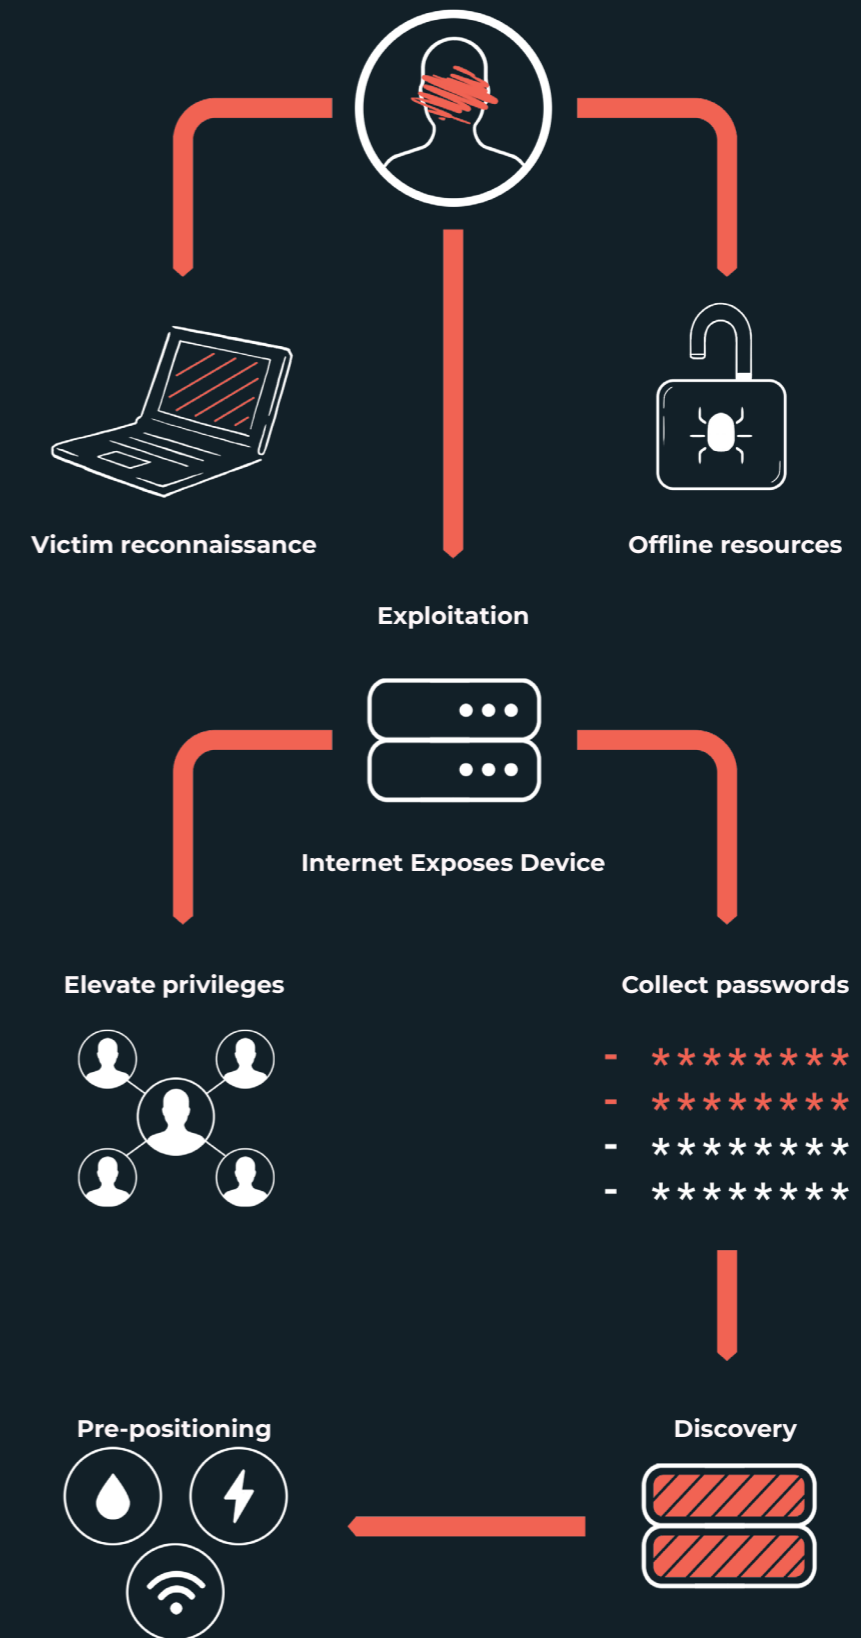 Victim reconnaissance
Offline resources
Exploitation
Internet Exposes Device
Elevate privileges
Collect passwords
- ********
- ********
- ********
- ********
Pre-positioning
Discovery